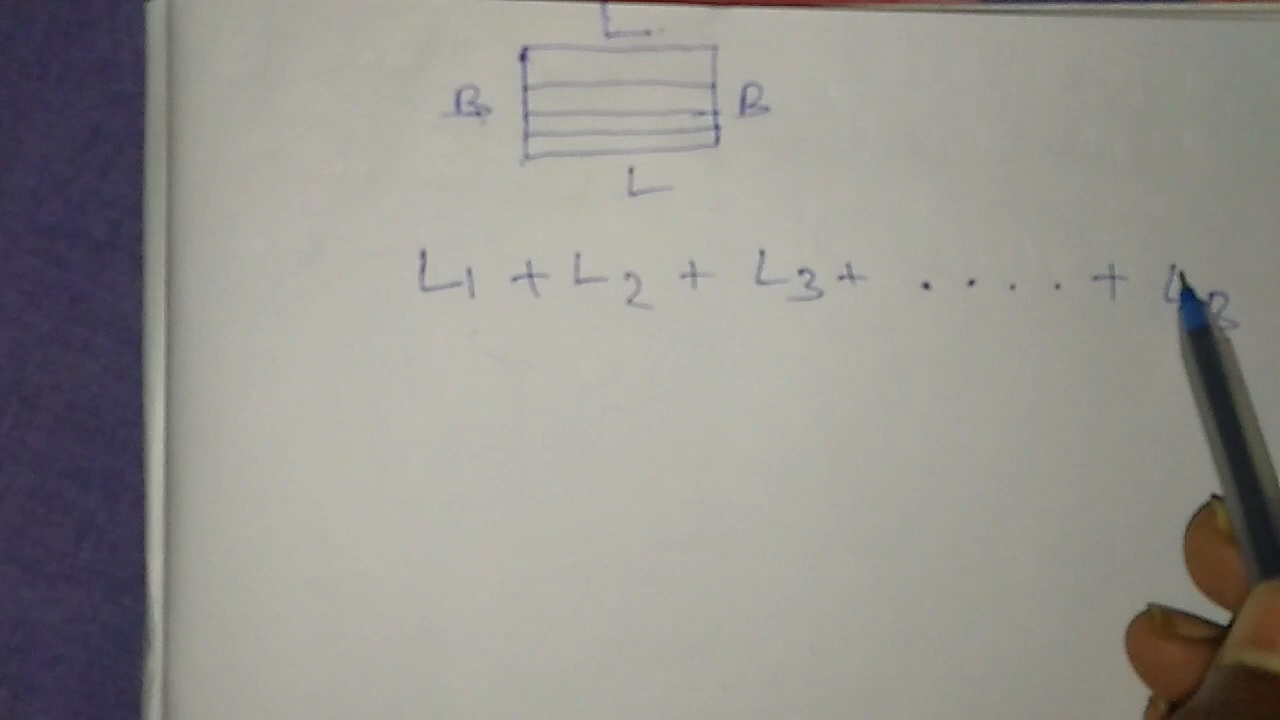 L
B B
L
L1 + L2 + L3 + . . . . + LB